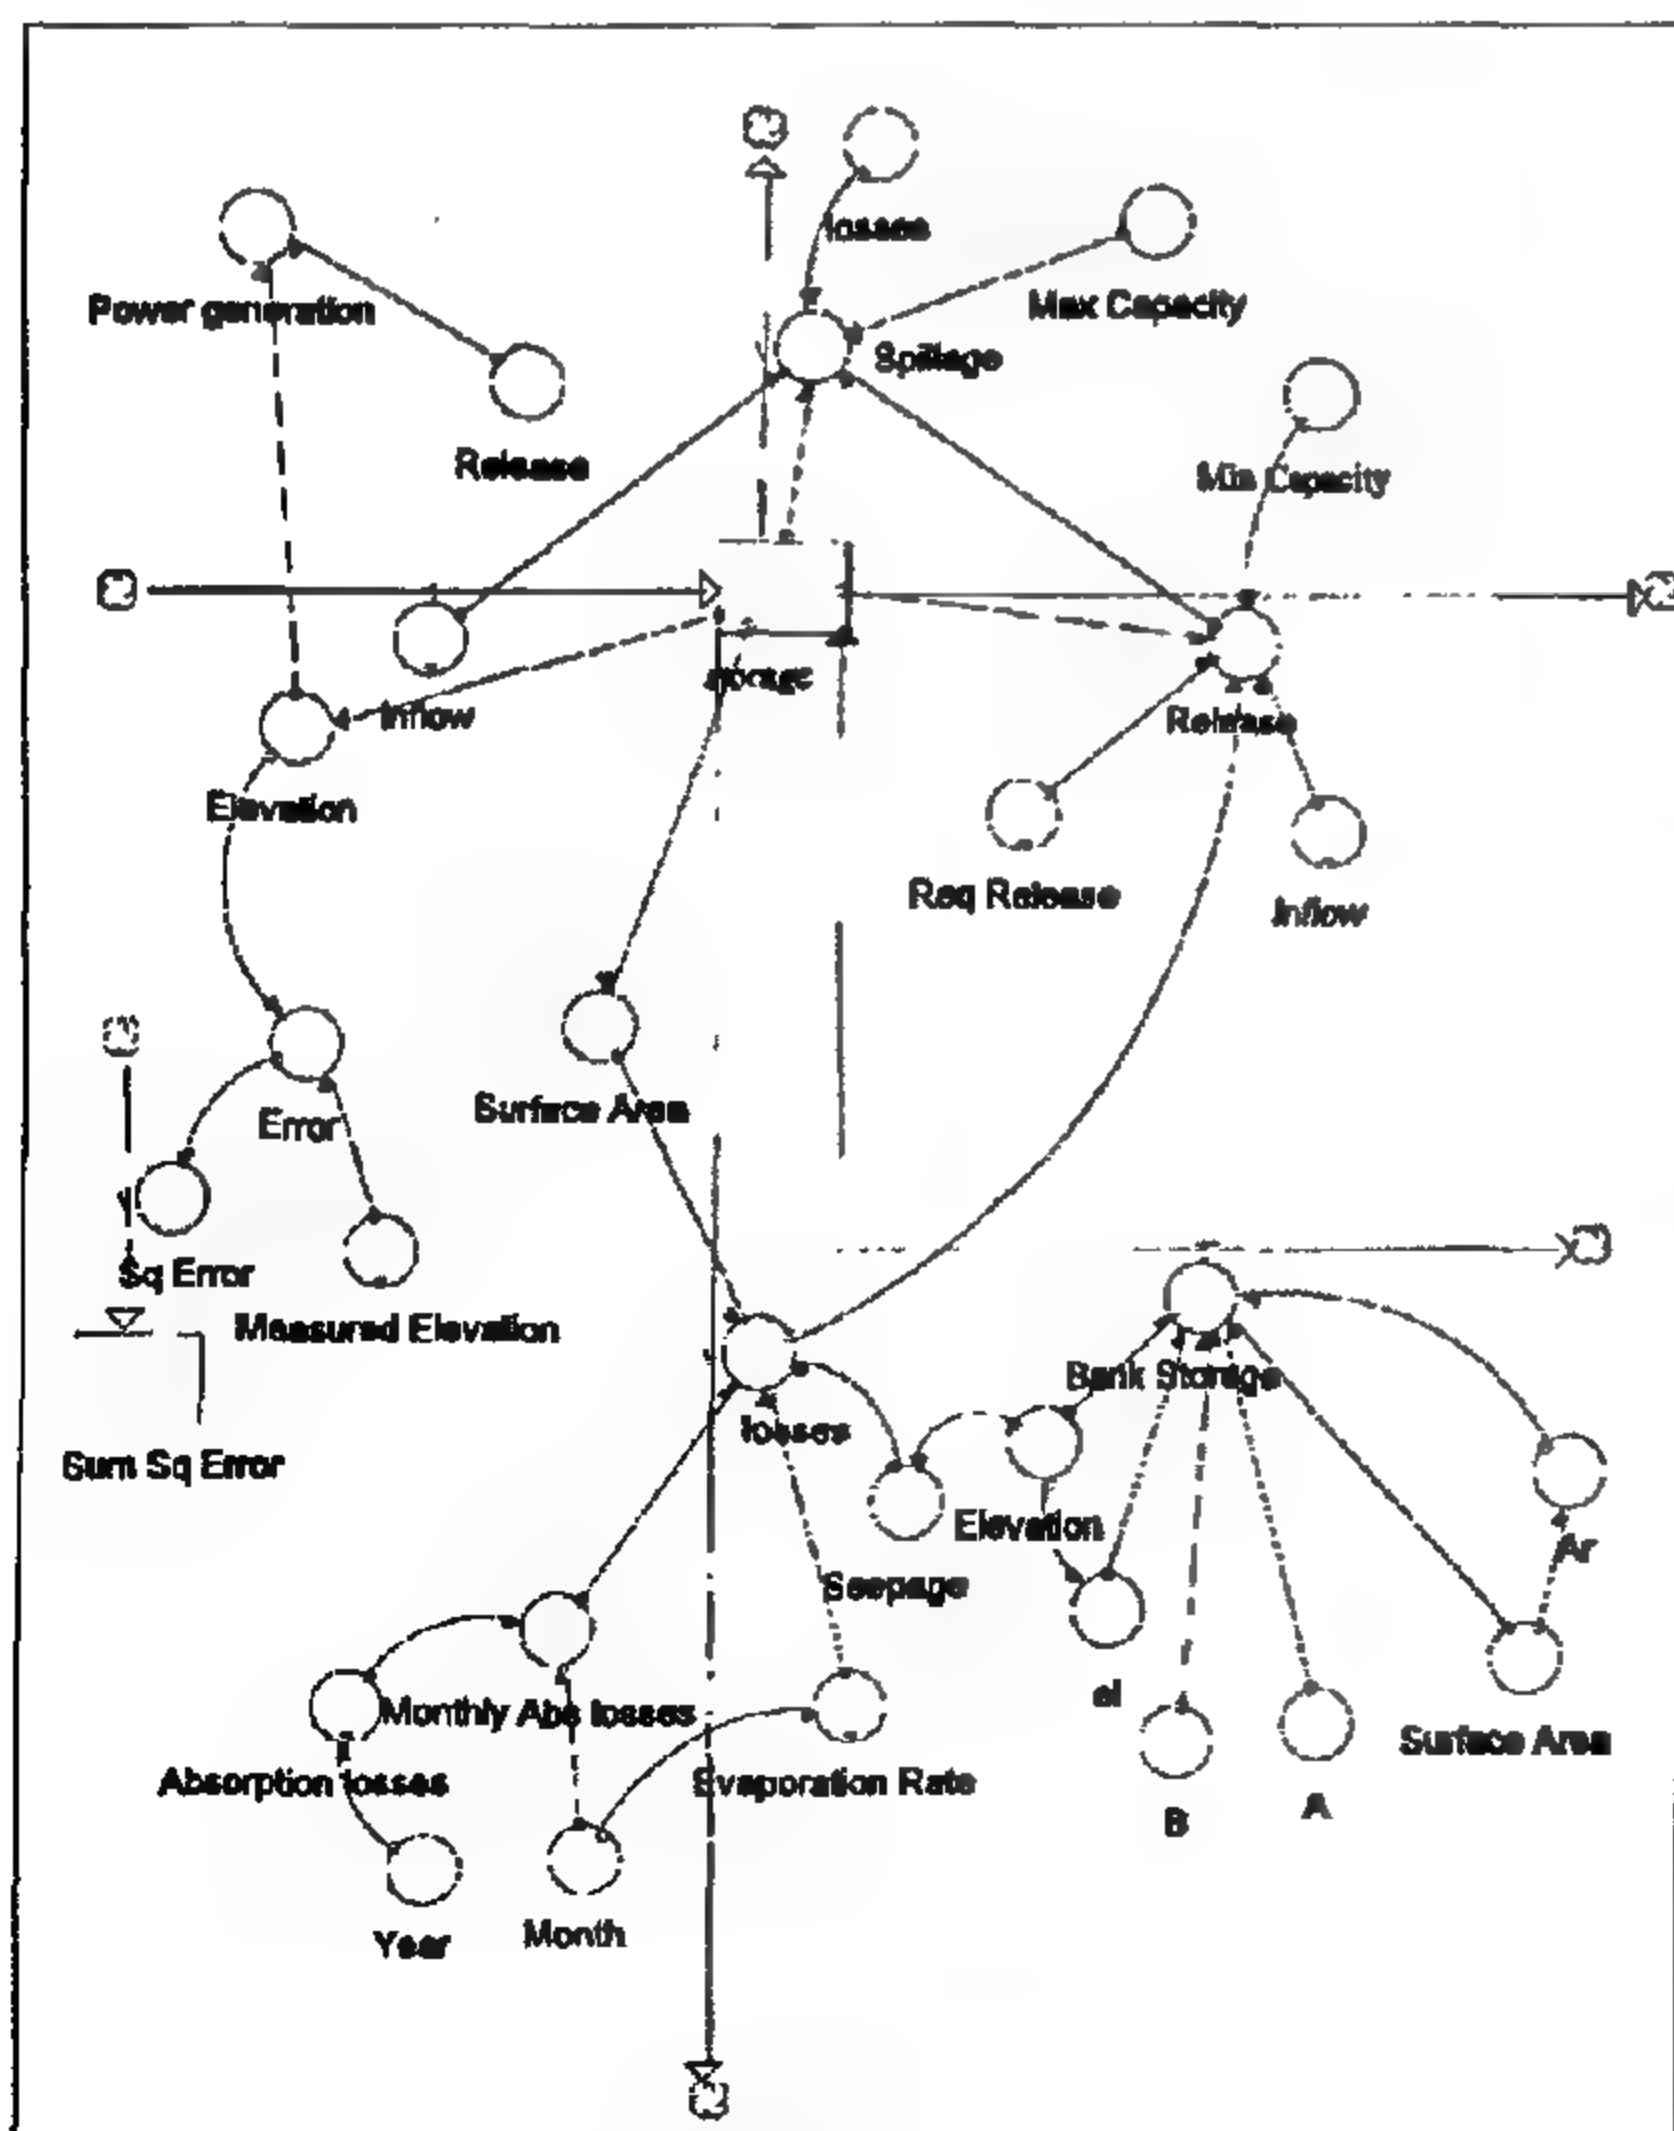 losses
Power generation
Max Capacity
Spillage
Release
Min Capacity
storage
Inflow
Release
Elevation
Req Release
Inflow
Surface Area
Error
Sq Error
Measured Elevation
Bank Storage
losses
Sum Sq Error
Elevation
Ar
Seepage
el
Monthly Abs losses
Surface Area
Absorption losses
Evaporation Rate
B
A
Year
Month